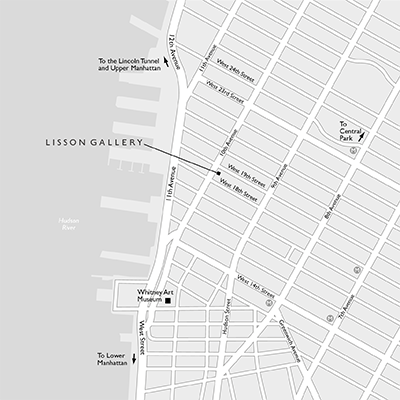 12th Avenue
To the Lincoln Tunnel
and Upper Manhattan
11th Avenue
West 24th Street
West 23rd Street
To
Central
Park
10th Avenue
LISSON GALLERY
West 19th Street
West 18th Street
9th Avenue
11th Avenue
8th Avenue
River
West 14th Street
Whitney Art
Museum
Hudson Street
7th Avenue
West Street
Greenwich Avenue
To Lower
Manhattan